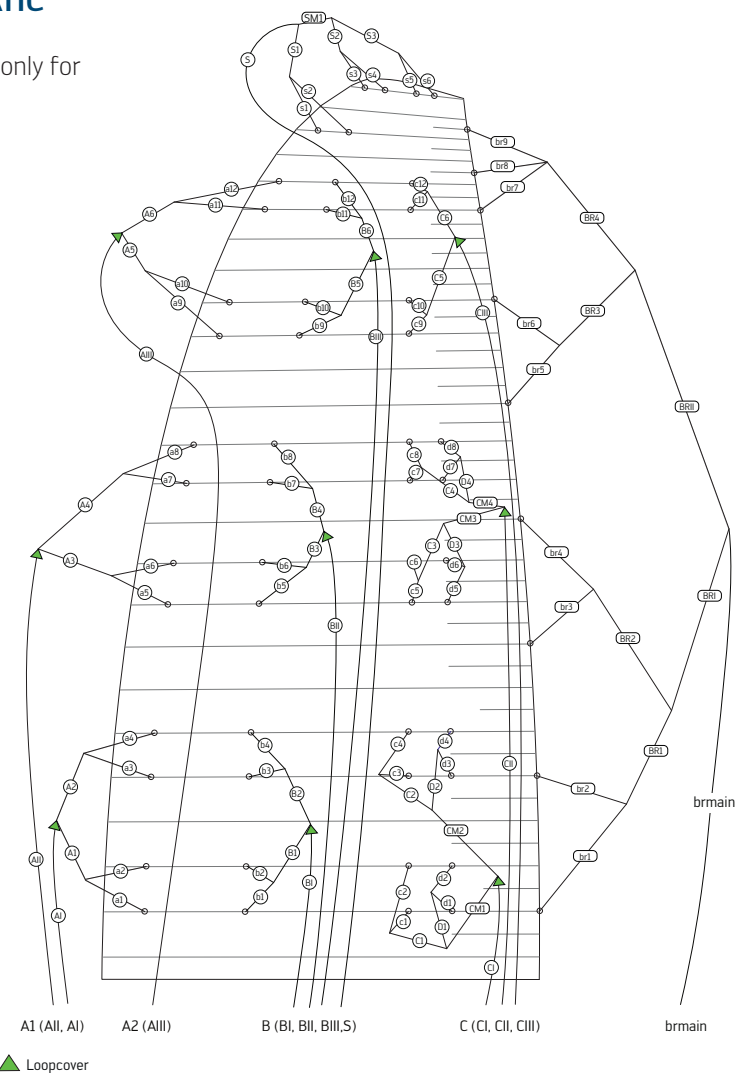 only for
SM1
S
S1
S2
S3
s3
s4
s5
s6
s2
s1
br9
br8
br7
a12
a11
A6
A5
a10
a9
AIII
b12
b11
B6
B5
b10
b9
BIII
c12
c11
C6
C5
c10
c9
CIII
BR4
BR3
br6
br5
BRII
a8
a7
A4
A3
a6
a5
b8
b7
B4
B3
b6
b5
BII
c8
c7
d8
d7
D4
C4
CM4
CM3
C3
D3
c6
d6
c5
d5
br4
br3
BR2
BRI
a4
a3
A2
A1
a2
a1
AII
AI
b4
b3
B2
B1
b2
b1
BI
c4
c3
C2
d4
d3
D2
CM2
CII
c2
c1
C1
d2
d1
D1
CM1
CI
BR1
br2
br1
brmain
A1 (AII, AI)
A2 (AIII)
B (BI, BII, BIII,S)
C (CI, CII, CIII)
brmain
Loopcover